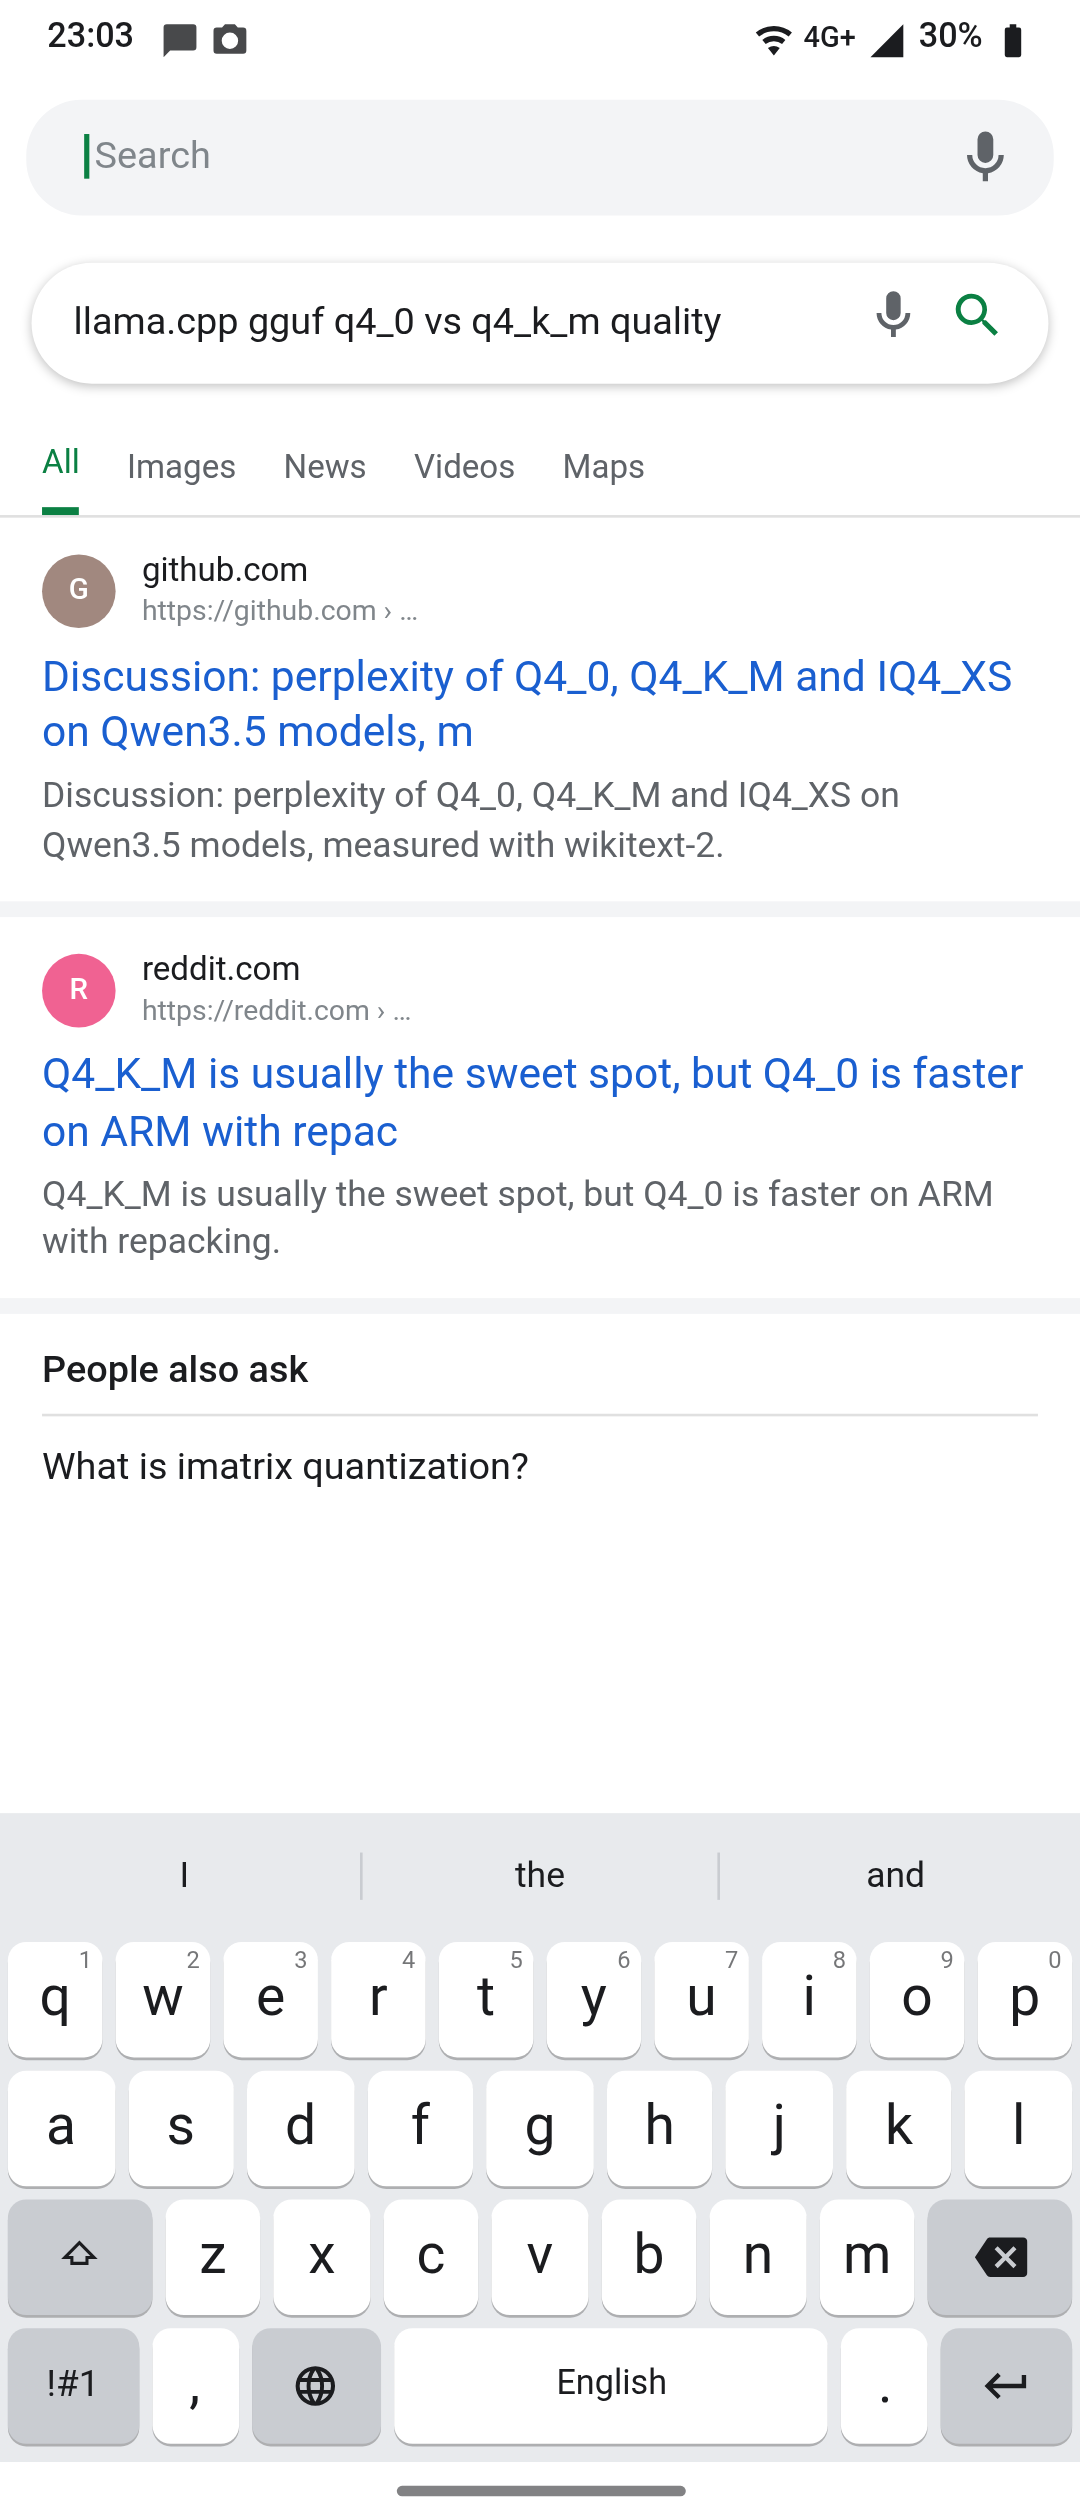 23:03 4G+ 30%
Search
llama.cpp gguf q4_0 vs q4_k_m quality
All Images News Videos Maps
G
github.com
https://github.com › ...
Discussion: perplexity of Q4_0, Q4_K_M and IQ4_XS
on Qwen3.5 models, m
Discussion: perplexity of Q4_0, Q4_K_M and IQ4_XS on
Qwen3.5 models, measured with wikitext-2.
R
reddit.com
https://reddit.com › ...
Q4_K_M is usually the sweet spot, but Q4_0 is faster
on ARM with repac
Q4_K_M is usually the sweet spot, but Q4_0 is faster on ARM
with repacking.
People also ask
What is imatrix quantization?
I the and
1 2 3 4 5 6 7 8 9 0
q w e r t y u i o p
a s d f g h j k l
z x c v b n m
!#1 , English .